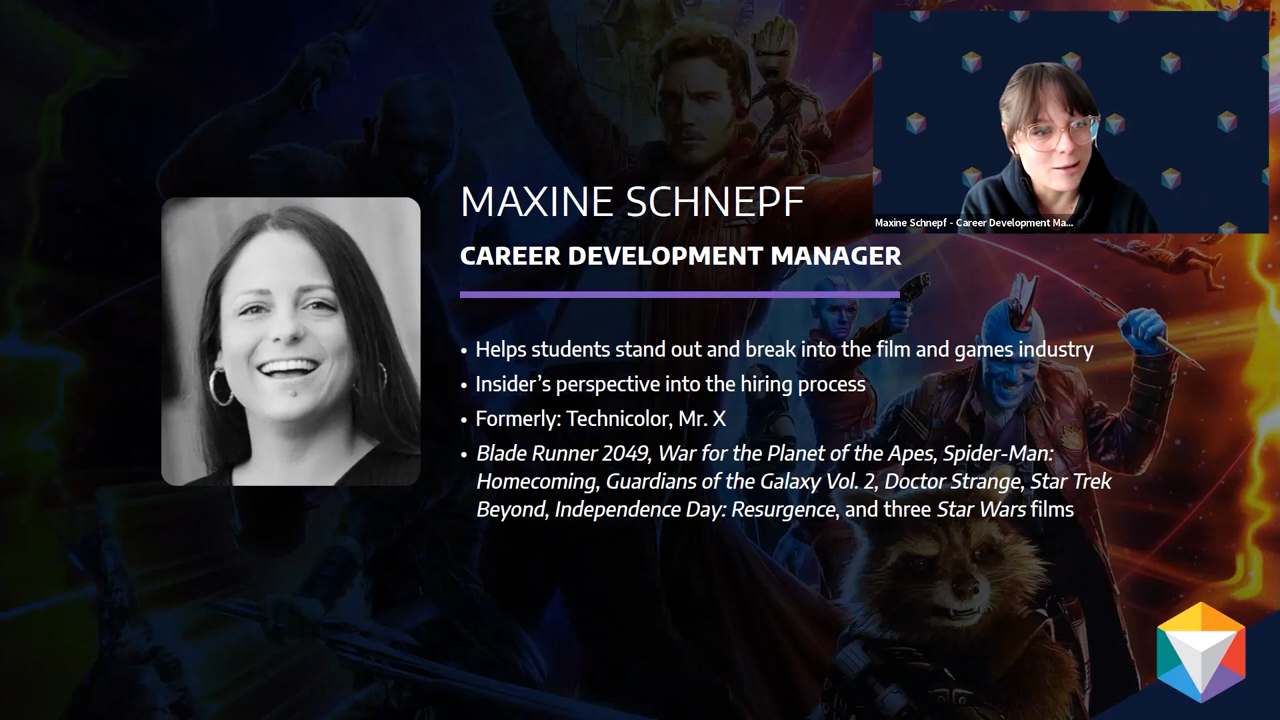 MAXINE SCHNEPF
CAREER DEVELOPMENT MANAGER
• Helps students stand out and break into the film and games industry
• Insider’s perspective into the hiring process
• Formerly: Technicolor, Mr. X
• Blade Runner 2049, War for the Planet of the Apes, Spider-Man:
Homecoming, Guardians of the Galaxy Vol. 2, Doctor Strange, Star Trek
Beyond, Independence Day: Resurgence, and three Star Wars films
Maxine Schnepf - Career Development Ma...